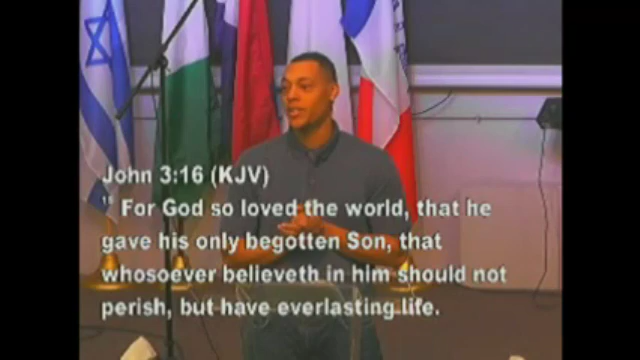 John 3:16 (KJV)
16 For God so loved the world, that he
gave his only begotten Son, that
whosoever believeth in him should not
perish, but have everlasting life.